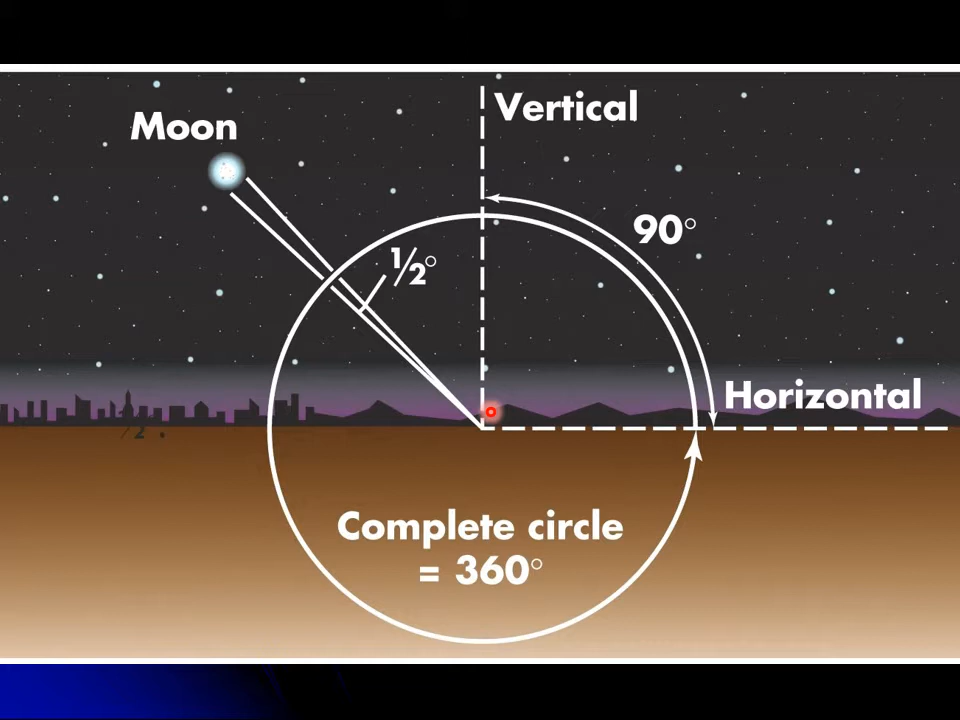 Vertical
Moon
90°
½°
Horizontal
Complete circle
= 360°